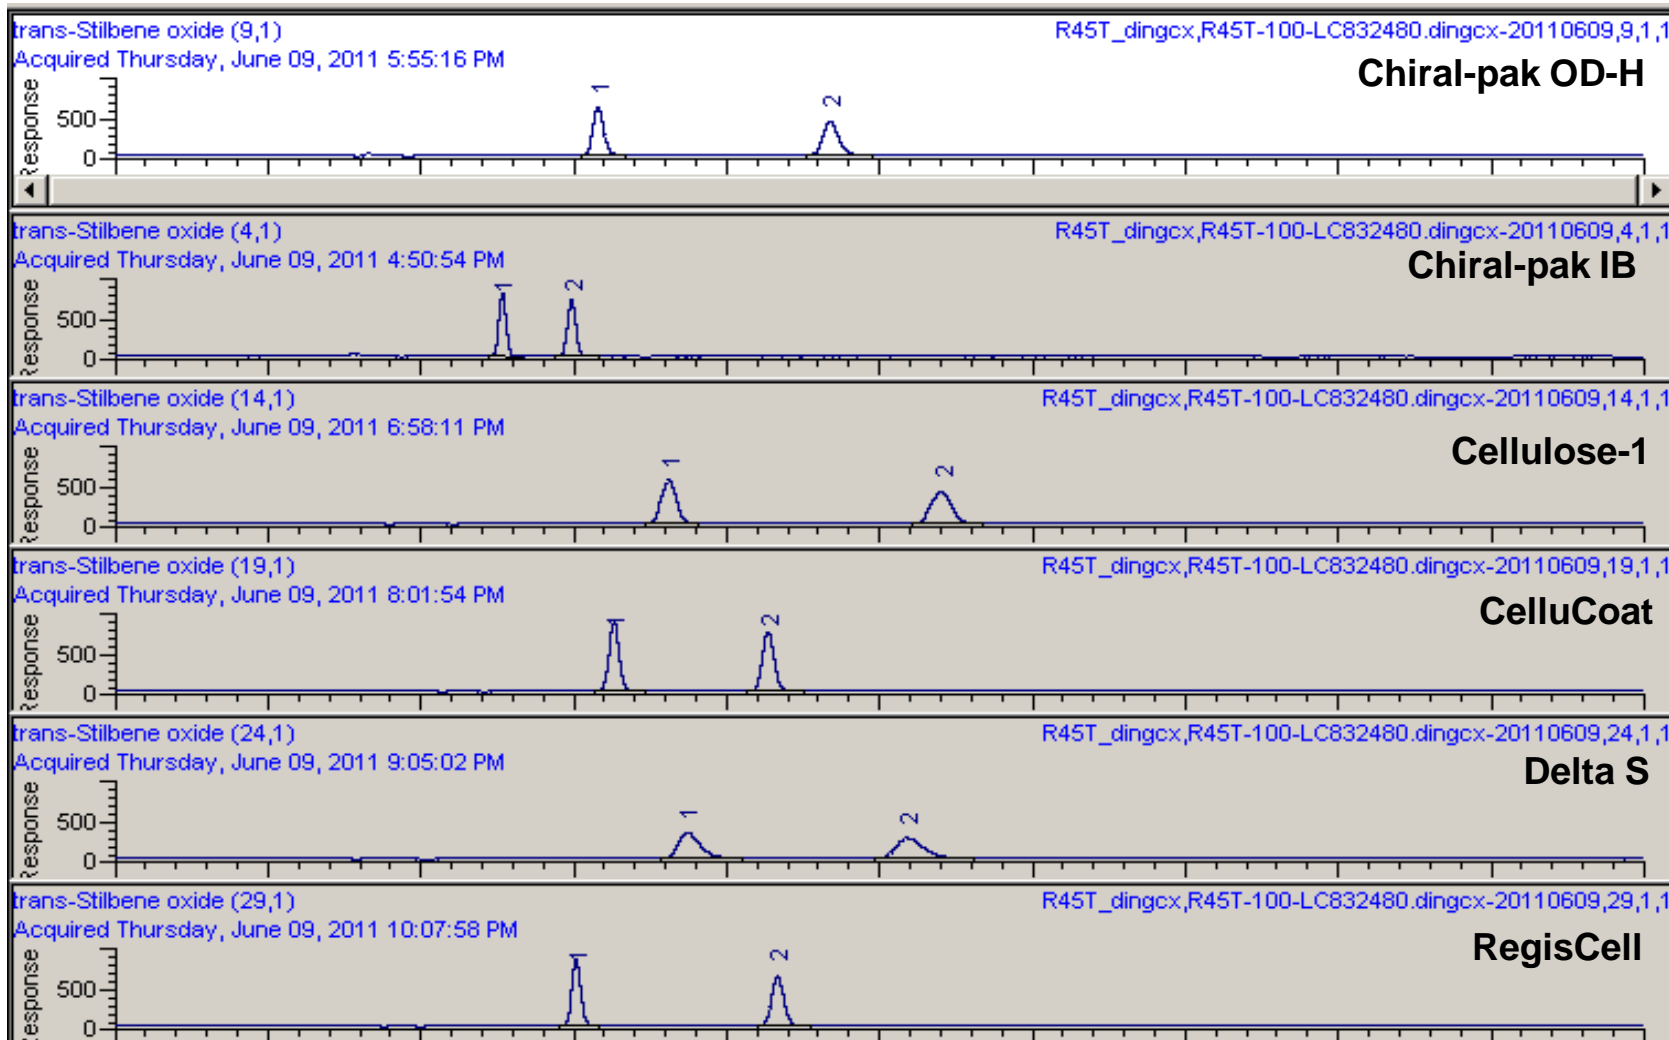 trans-Stilbene oxide (9,1)
R45T_dingcx,R45T-100-LC832480.dingcx-20110609,9,1,1
Acquired Thursday, June 09, 2011 5:55:16 PM
Chiral-pak OD-H
Response
500
0
1
2
trans-Stilbene oxide (4,1)
R45T_dingcx,R45T-100-LC832480.dingcx-20110609,4,1,1
Acquired Thursday, June 09, 2011 4:50:54 PM
Chiral-pak IB
Response
500
0
1
2
trans-Stilbene oxide (14,1)
R45T_dingcx,R45T-100-LC832480.dingcx-20110609,14,1,1
Acquired Thursday, June 09, 2011 6:58:11 PM
Cellulose-1
Response
500
0
1
2
trans-Stilbene oxide (19,1)
R45T_dingcx,R45T-100-LC832480.dingcx-20110609,19,1,1
Acquired Thursday, June 09, 2011 8:01:54 PM
CelluCoat
Response
500
0
1
2
trans-Stilbene oxide (24,1)
R45T_dingcx,R45T-100-LC832480.dingcx-20110609,24,1,1
Acquired Thursday, June 09, 2011 9:05:02 PM
Delta S
Response
500
0
1
2
trans-Stilbene oxide (29,1)
R45T_dingcx,R45T-100-LC832480.dingcx-20110609,29,1,1
Acquired Thursday, June 09, 2011 10:07:58 PM
RegisCell
Response
500
0
1
2